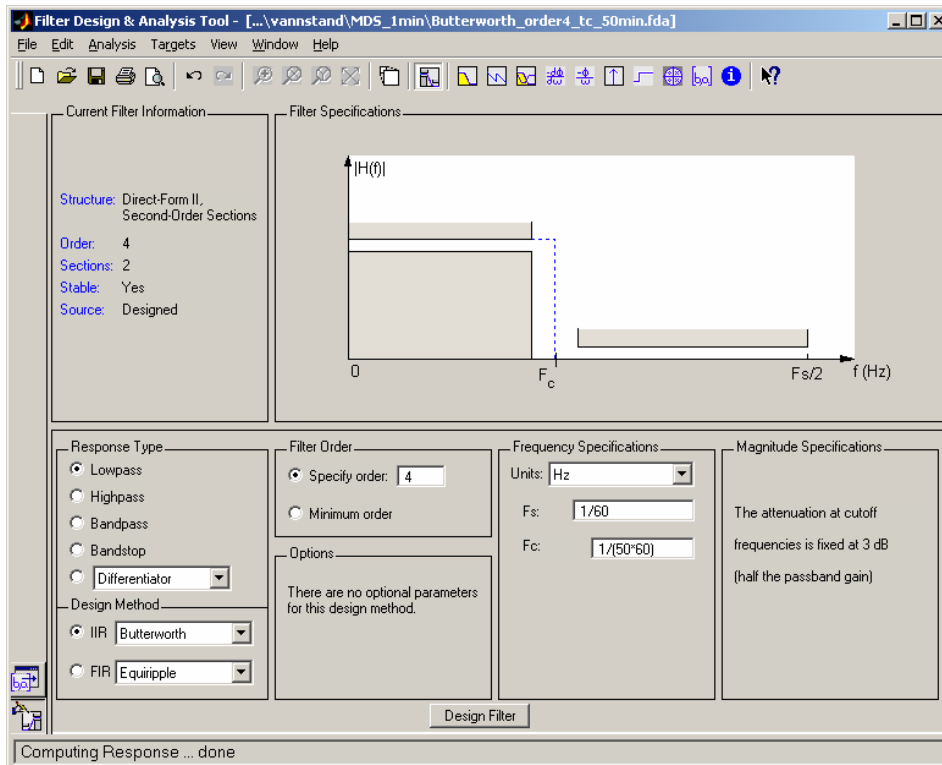 Filter Design & Analysis Tool - [...\vannstand\MDS_1min\Butterworth_order4_tc_50min.fda]
File Edit Analysis Targets View Window Help
Current Filter Information
Structure: Direct-Form II,
Second-Order Sections
Order: 4
Sections: 2
Stable: Yes
Source: Designed
Filter Specifications
|H(f)|
0
Fc
Fs/2
f (Hz)
Response Type
Lowpass
Highpass
Bandpass
Bandstop
Differentiator
Design Method
IIR Butterworth
FIR Equiripple
Filter Order
Specify order: 4
Minimum order
Options
There are no optional parameters
for this design method.
Frequency Specifications
Units: Hz
Fs: 1/60
Fc: 1/(50*60)
Magnitude Specifications
The attenuation at cutoff
frequencies is fixed at 3 dB
(half the passband gain)
Design Filter
Computing Response ... done